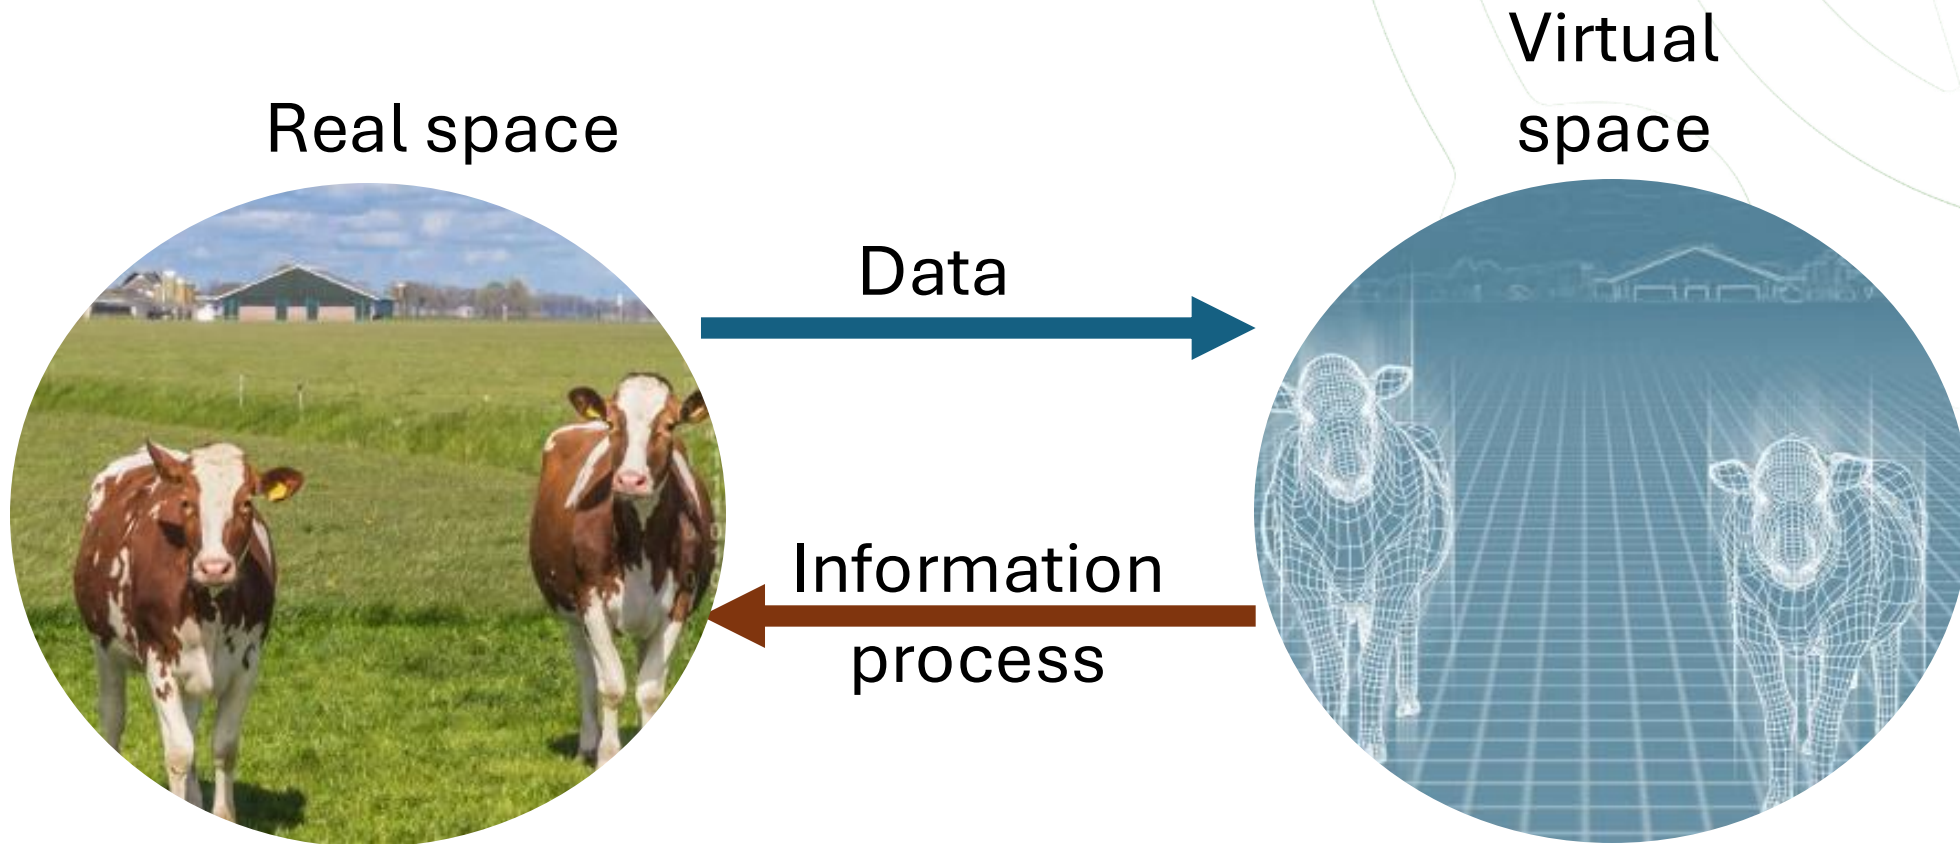 Real space
Virtual
space
Data
Information
process